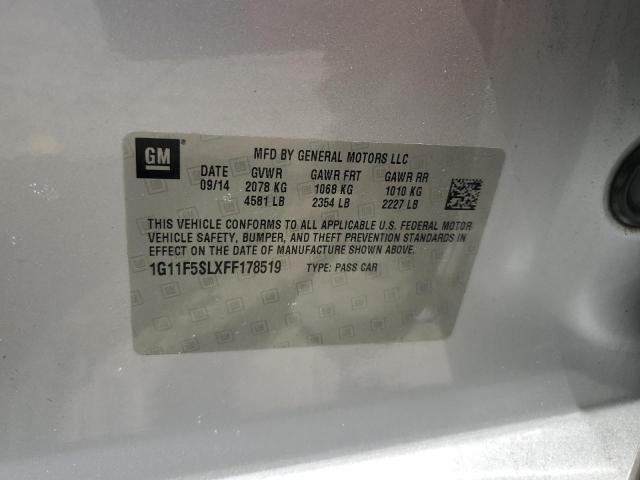 GM
MFD BY GENERAL MOTORS LLC
DATE GVWR GAWR FRT GAWR RR
09/14 2078 KG 1068 KG 1010 KG
4581 LB 2354 LB 2227 LB
THIS VEHICLE CONFORMS TO ALL APPLICABLE U.S. FEDERAL MOTOR
VEHICLE SAFETY, BUMPER, AND THEFT PREVENTION STANDARDS IN
EFFECT ON THE DATE OF MANUFACTURE SHOWN ABOVE.
1G11F5SLXFF178519 TYPE: PASS CAR